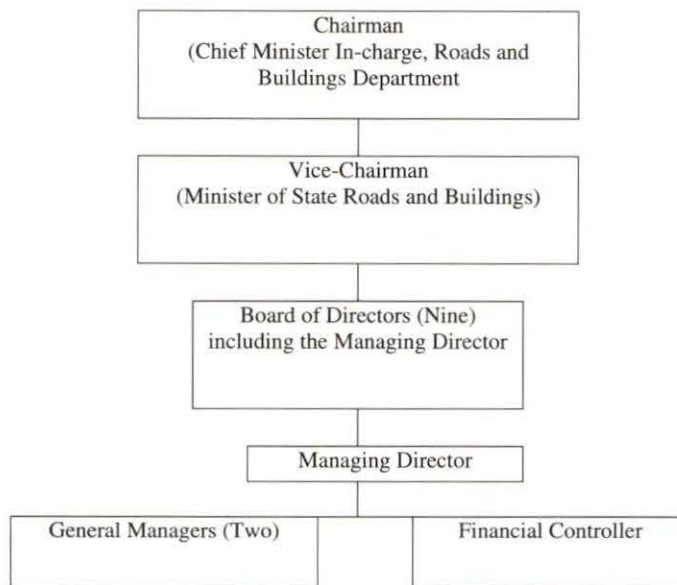 Chairman
(Chief Minister In-charge, Roads and
Buildings Department
Vice-Chairman
(Minister of State Roads and Buildings)
Board of Directors (Nine)
including the Managing Director
Managing Director
General Managers (Two)
Financial Controller